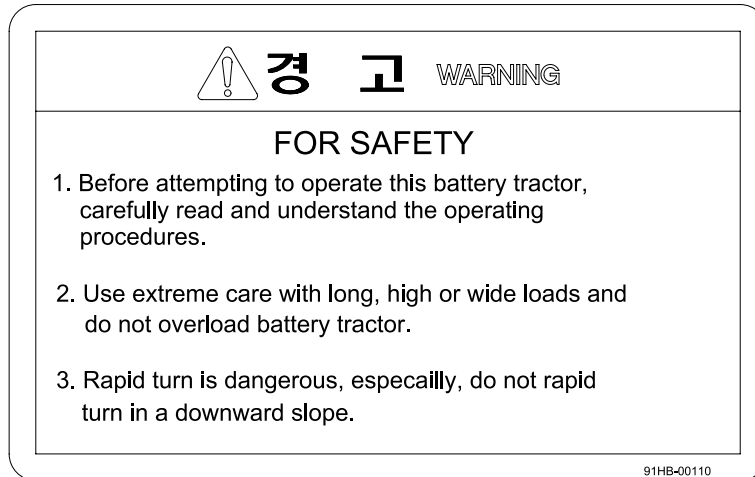 경 고 WARNING
FOR SAFETY
1. Before attempting to operate this battery tractor,
carefully read and understand the operating
procedures.
2. Use extreme care with long, high or wide loads and
do not overload battery tractor.
3. Rapid turn is dangerous, especailly, do not rapid
turn in a downward slope.
91HB-00110